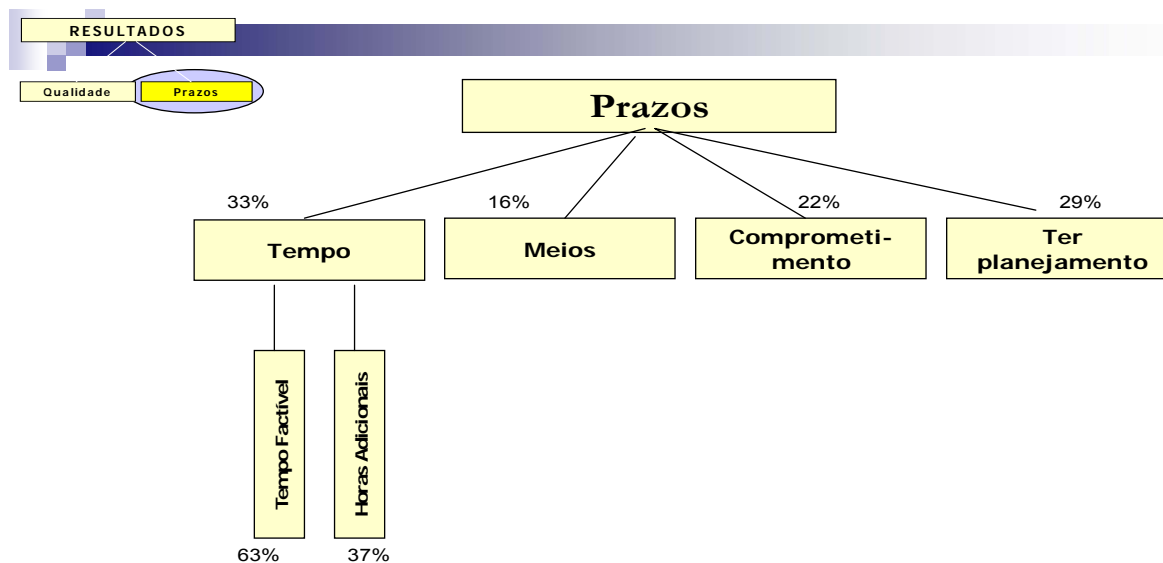 RESULTADOS
Qualidade
Prazos
Prazos
33%
16%
22%
29%
Tempo
Meios
Comprometi-
mento
Ter
planejamento
Tempo Factível
Horas Adicionais
63%
37%